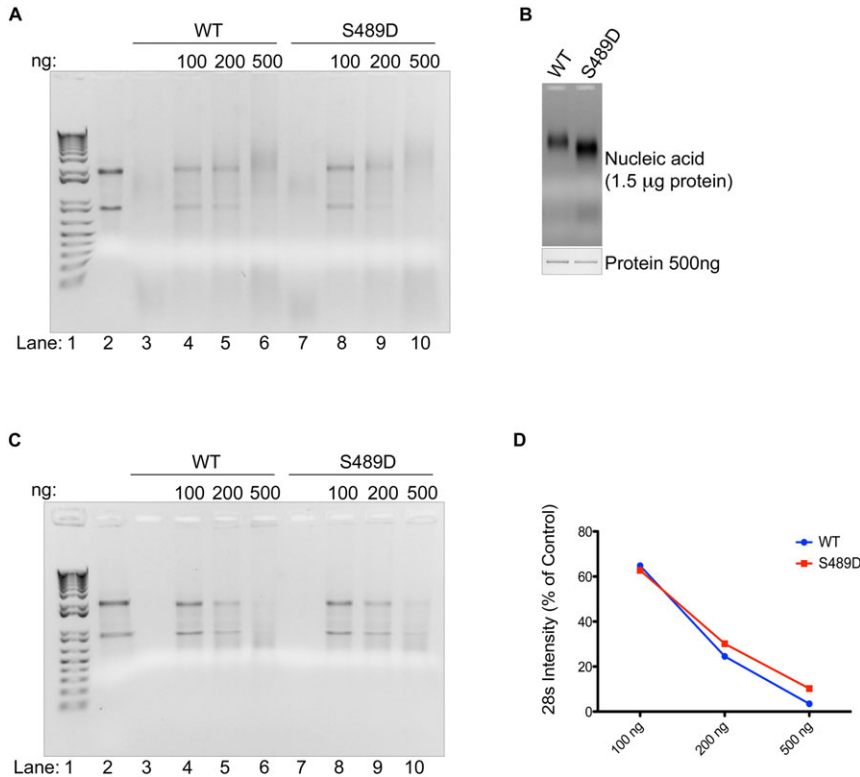 A
WT S489D
ng: 100 200 500 100 200 500
Lane: 1 2 3 4 5 6 7 8 9 10
B
WT S489D
Nucleic acid
(1.5 µg protein)
Protein 500ng
C
WT S489D
ng: 100 200 500 100 200 500
Lane: 1 2 3 4 5 6 7 8 9 10
D
28s Intensity (% of Control)
80
60
40
20
0
WT
S489D
100 ng 200 ng 500 ng